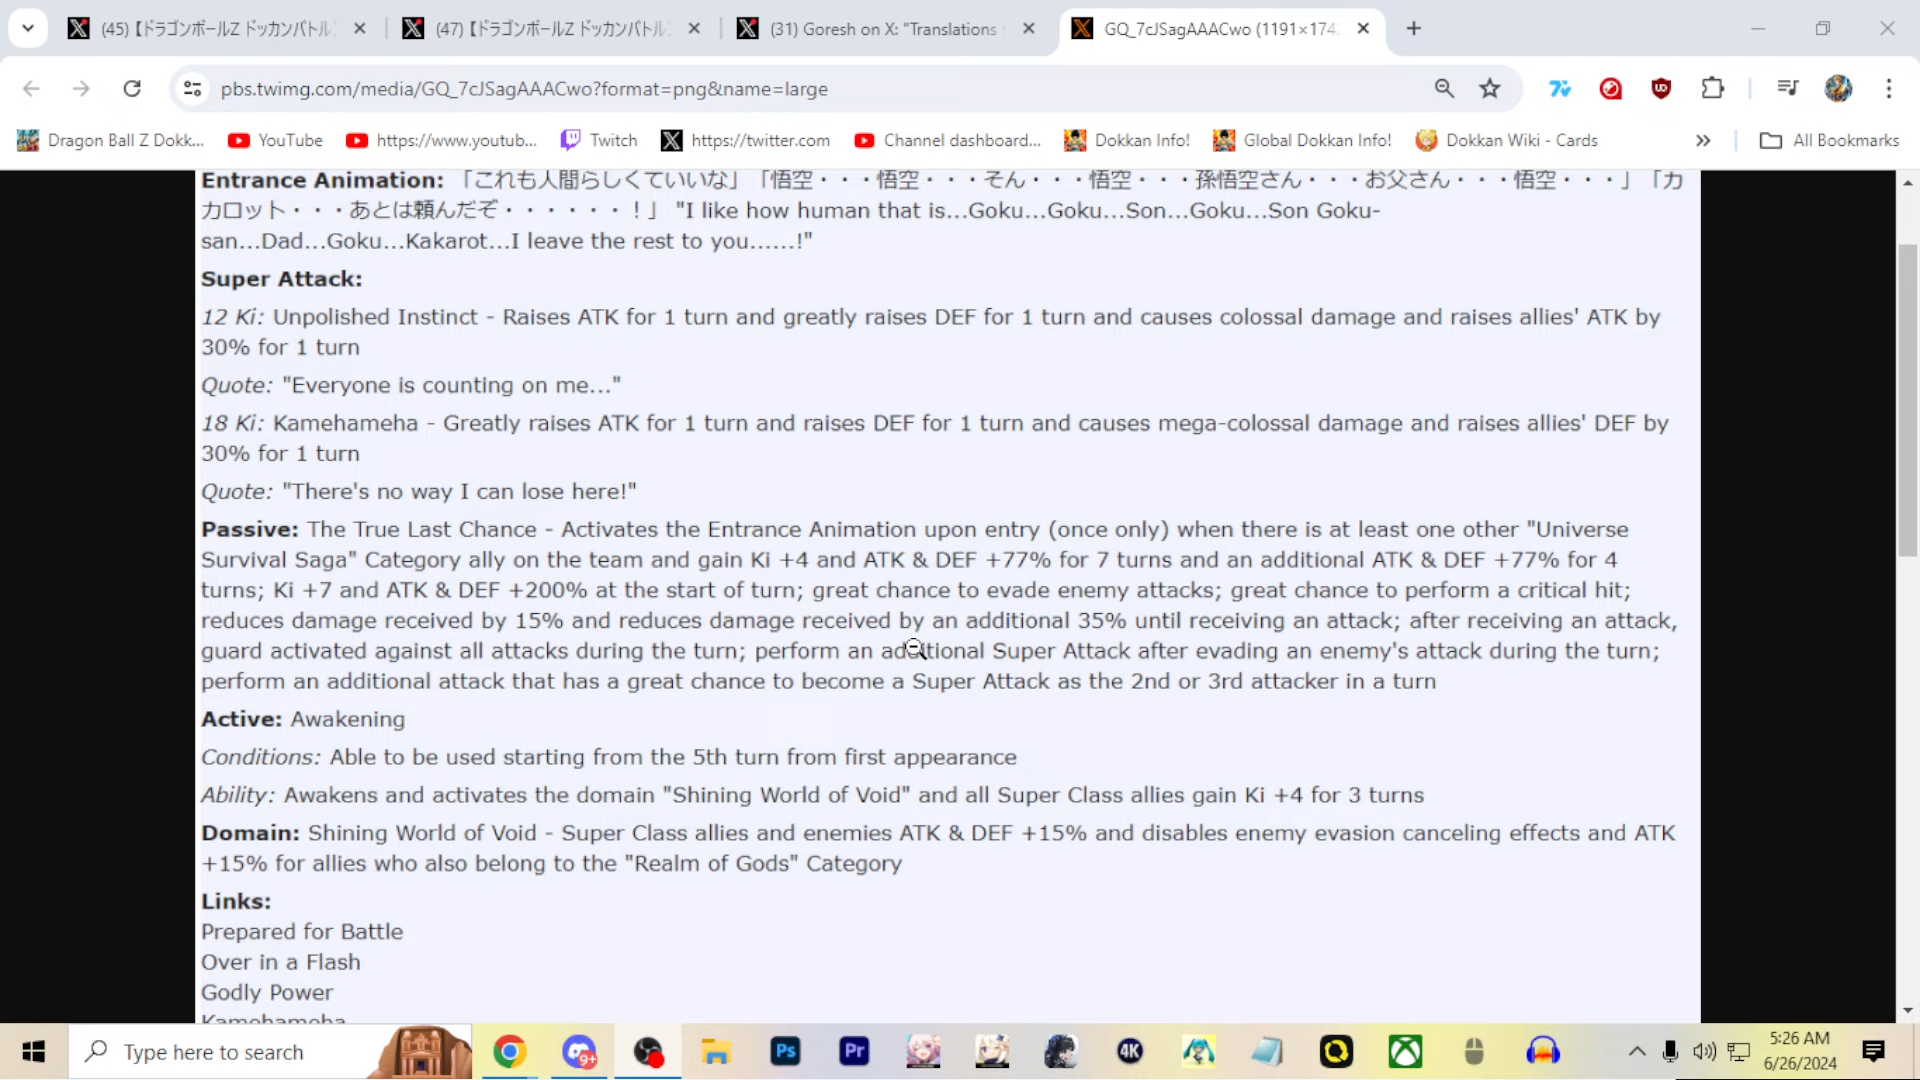 (45) 【ドラゴンボールZ ドッカンバトル
(47) 【ドラゴンボールZ ドッカンバトル
(31) Goresh on X: "Translations
GQ_7cJSagAAACwo (1191×174
pbs.twimg.com/media/GQ_7cJSagAAACwo?format=png&name=large
Dragon Ball Z Dokk...
YouTube
https://www.youtub...
Twitch
https://twitter.com
Channel dashboard...
Dokkan Info!
Global Dokkan Info!
Dokkan Wiki - Cards
All Bookmarks
Entrance Animation: 「これも人間らしくていいな」「悟空・・・悟空・・・そん・・・悟空・・・孫悟空さん・・・お父さん・・・悟空・・・」「カ
カロット・・・あとは頼んだぞ・・・・・・！」 "I like how human that is...Goku...Goku...Son...Goku...Son Goku-
san...Dad...Goku...Kakarot...I leave the rest to you......!"
Super Attack:
12 Ki: Unpolished Instinct - Raises ATK for 1 turn and greatly raises DEF for 1 turn and causes colossal damage and raises allies' ATK by
30% for 1 turn
Quote: "Everyone is counting on me..."
18 Ki: Kamehameha - Greatly raises ATK for 1 turn and raises DEF for 1 turn and causes mega-colossal damage and raises allies' DEF by
30% for 1 turn
Quote: "There's no way I can lose here!"
Passive: The True Last Chance - Activates the Entrance Animation upon entry (once only) when there is at least one other "Universe
Survival Saga" Category ally on the team and gain Ki +4 and ATK & DEF +77% for 7 turns and an additional ATK & DEF +77% for 4
turns; Ki +7 and ATK & DEF +200% at the start of turn; great chance to evade enemy attacks; great chance to perform a critical hit;
reduces damage received by 15% and reduces damage received by an additional 35% until receiving an attack; after receiving an attack,
guard activated against all attacks during the turn; perform an additional Super Attack after evading an enemy's attack during the turn;
perform an additional attack that has a great chance to become a Super Attack as the 2nd or 3rd attacker in a turn
Active: Awakening
Conditions: Able to be used starting from the 5th turn from first appearance
Ability: Awakens and activates the domain "Shining World of Void" and all Super Class allies gain Ki +4 for 3 turns
Domain: Shining World of Void - Super Class allies and enemies ATK & DEF +15% and disables enemy evasion canceling effects and ATK
+15% for allies who also belong to the "Realm of Gods" Category
Links:
Prepared for Battle
Over in a Flash
Godly Power
Kamehameha
Type here to search
9+
Ps
Pr
4K
5:26 AM
6/26/2024